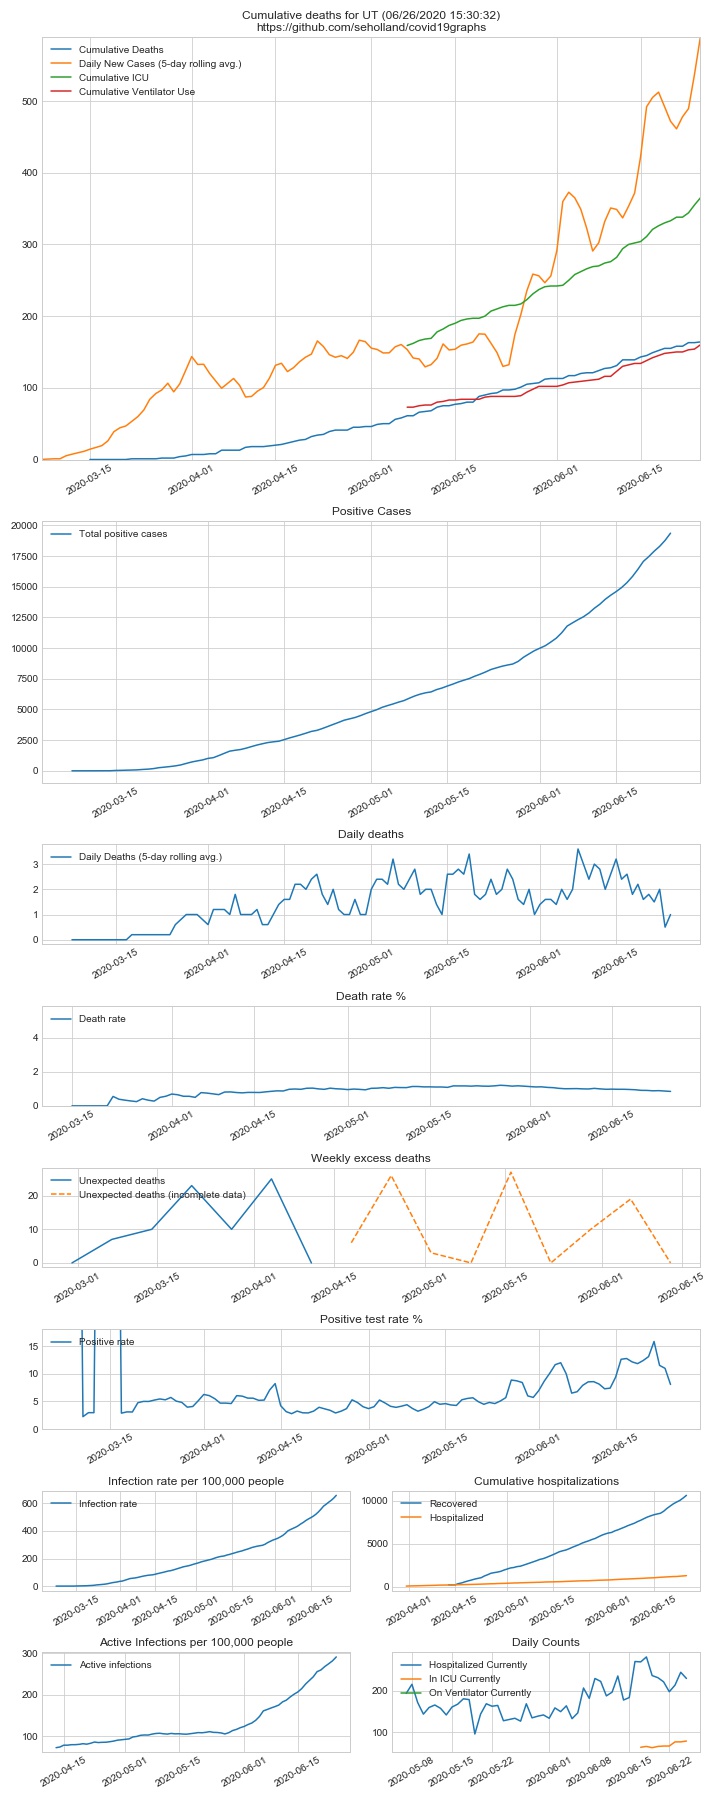 Cumulative deaths for UT (06/26/2020 15:30:32)
https://github.com/seholland/covid19graphs
Cumulative Deaths
Daily New Cases (5-day rolling avg.)
Cumulative ICU
Cumulative Ventilator Use
500
400
300
200
100
0
2020-03-15 2020-04-01 2020-04-15 2020-05-01 2020-05-15 2020-06-01 2020-06-15
Positive Cases
Total positive cases
20000
17500
15000
12500
10000
7500
5000
2500
0
2020-03-15 2020-04-01 2020-04-15 2020-05-01 2020-05-15 2020-06-01 2020-06-15
Daily deaths
Daily Deaths (5-day rolling avg.)
3
2
1
0
2020-03-15 2020-04-01 2020-04-15 2020-05-01 2020-05-15 2020-06-01 2020-06-15
Death rate %
Death rate
4
2
0
2020-03-15 2020-04-01 2020-04-15 2020-05-01 2020-05-15 2020-06-01 2020-06-15
Weekly excess deaths
Unexpected deaths
Unexpected deaths (incomplete data)
20
10
0
2020-03-01 2020-03-15 2020-04-01 2020-04-15 2020-05-01 2020-05-15 2020-06-01 2020-06-15
Positive test rate %
Positive rate
15
10
5
0
2020-03-15 2020-04-01 2020-04-15 2020-05-01 2020-05-15 2020-06-01 2020-06-15
Infection rate per 100,000 people
Infection rate
600
400
200
0
2020-03-15 2020-04-01 2020-04-15 2020-05-01 2020-05-15 2020-06-01 2020-06-15
Cumulative hospitalizations
Recovered
Hospitalized
10000
5000
0
2020-04-01 2020-04-15 2020-05-01 2020-05-15 2020-06-01 2020-06-15
Active Infections per 100,000 people
Active infections
300
200
100
2020-04-15 2020-05-01 2020-05-15 2020-06-01 2020-06-15
Daily Counts
Hospitalized Currently
In ICU Currently
On Ventilator Currently
200
100
2020-05-08 2020-05-15 2020-05-22 2020-06-01 2020-06-08 2020-06-15 2020-06-22